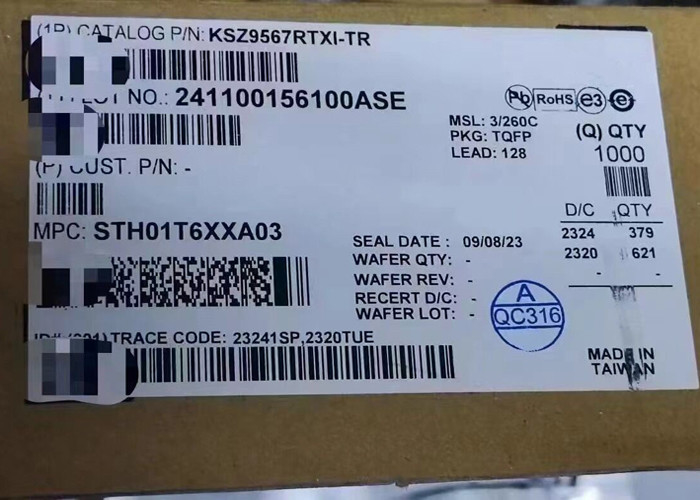 (1P) CATALOG P/N: KSZ9567RTXI-TR
LOT NO.: 241100156100ASE
(P) CUST. P/N: -
MPC: STH01T6XXA03
Pb RoHS e3 e
MSL: 3/260C
PKG: TQFP
LEAD: 128
(Q) QTY
1000
D/C QTY
2324 379
2320 621
- -
SEAL DATE : 09/08/23
WAFER QTY: -
WAFER REV: -
RECERT D/C: -
WAFER LOT: -
A
QC316
TRACE CODE: 23241SP,2320TUE
MADE IN
TAIWAN